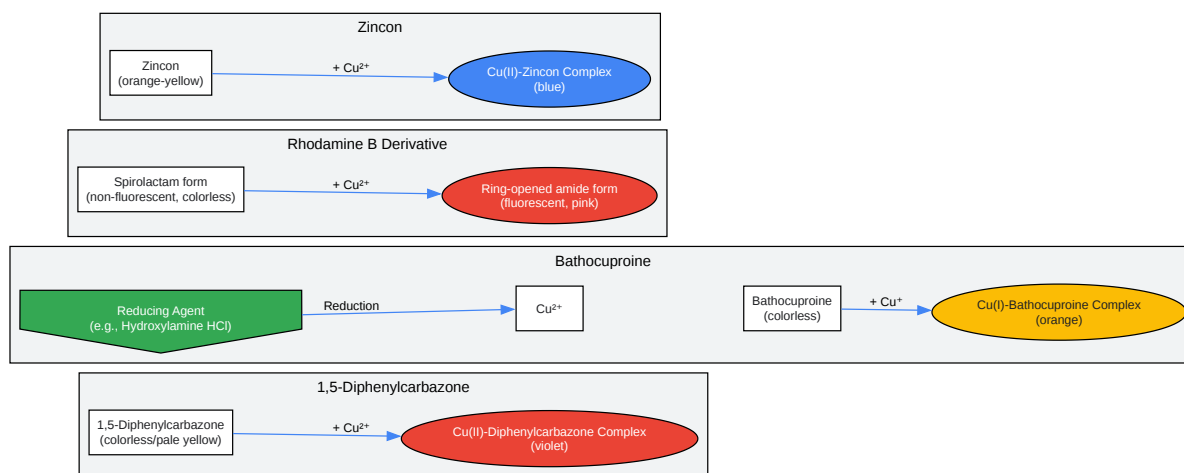 Zincon
Zincon
(orange-yellow)
+ Cu²⁺
Cu(II)-Zincon Complex
(blue)
Rhodamine B Derivative
Spirolactam form
(non-fluorescent, colorless)
+ Cu²⁺
Ring-opened amide form
(fluorescent, pink)
Bathocuproine
Reducing Agent
(e.g., Hydroxylamine HCl)
Reduction
Cu²⁺
Bathocuproine
(colorless)
+ Cu⁺
Cu(I)-Bathocuproine Complex
(orange)
1,5-Diphenylcarbazone
1,5-Diphenylcarbazone
(colorless/pale yellow)
+ Cu²⁺
Cu(II)-Diphenylcarbazone Complex
(violet)